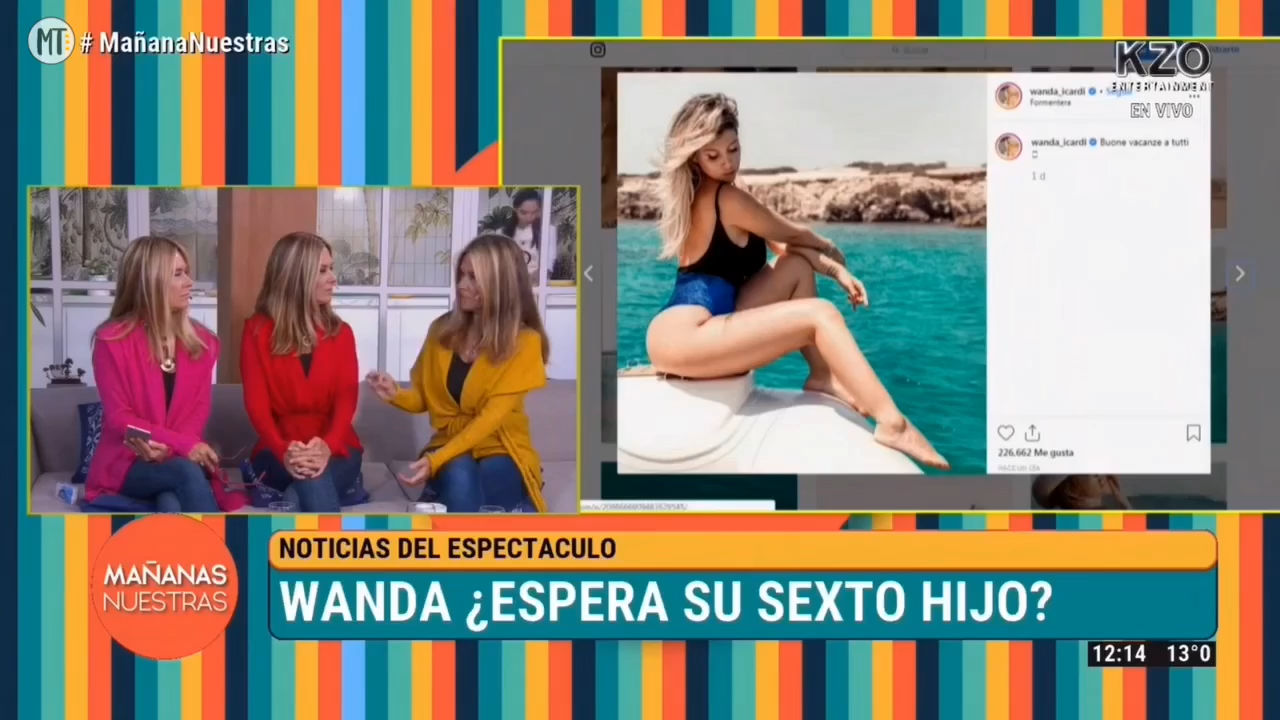 MT
# MañanaNuestras
KZO
ENTERTAINMENT
EN VIVO
wanda_icardi
Formentera
wanda_icardi Buone vacanze a tutti
1 d
226.662 Me gusta
NOTICIAS DEL ESPECTACULO
MAÑANAS
NUESTRAS
WANDA ¿ESPERA SU SEXTO HIJO?
12:14 13°0